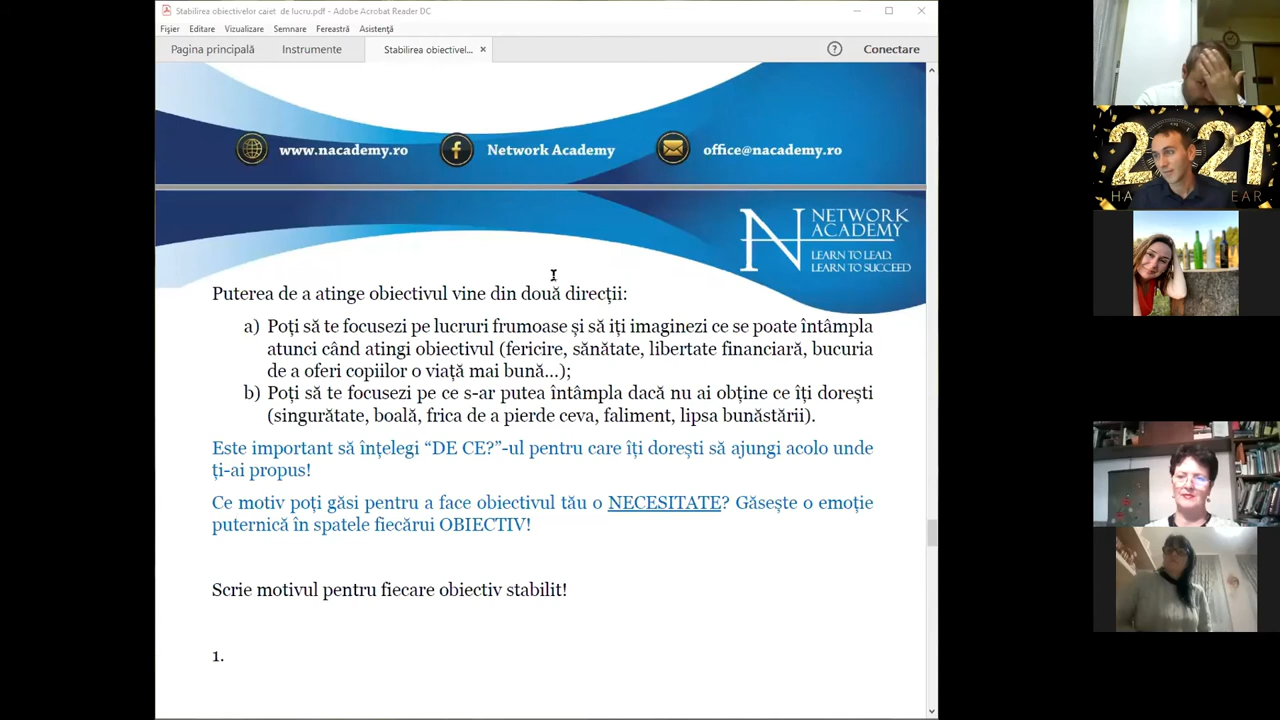 Stabilirea obiectivelor caiet de lucru.pdf - Adobe Acrobat Reader DC
Fișier Editare Vizualizare Semnare Fereastră Asistență
Pagina principală Instrumente Stabilirea obiectivel... × ? Conectare
www.nacademy.ro Network Academy office@nacademy.ro
NETWORK
ACADEMY
LEARN TO LEAD.
LEARN TO SUCCEED
Puterea de a atinge obiectivul vine din două direcții:
a) Poți să te focusezi pe lucruri frumoase și să iți imaginezi ce se poate întâmpla
atunci când atingi obiectivul (fericire, sănătate, libertate financiară, bucuria
de a oferi copiilor o viață mai bună...);
b) Poți să te focusezi pe ce s-ar putea întâmpla dacă nu ai obține ce îți dorești
(singurătate, boală, frica de a pierde ceva, faliment, lipsa bunăstării).
Este important să înțelegi “DE CE?”-ul pentru care îți dorești să ajungi acolo unde
ți-ai propus!
Ce motiv poți găsi pentru a face obiectivul tău o NECESITATE? Găsește o emoție
puternică în spatele fiecărui OBIECTIV!
Scrie motivul pentru fiecare obiectiv stabilit!
1.
2021
HA EAR